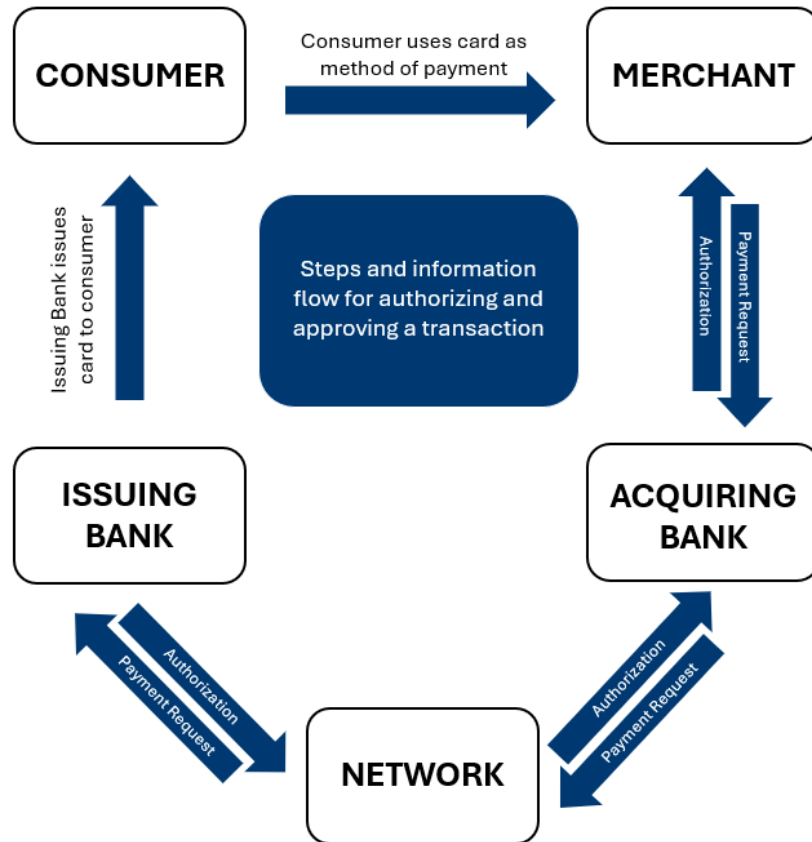 CONSUMER
Consumer uses card as
method of payment
MERCHANT
Issuing Bank issues
card to consumer
Steps and information
flow for authorizing and
approving a transaction
Authorization
Payment Request
ISSUING
BANK
ACQUIRING
BANK
Authorization
Payment Request
Authorization
Payment Request
NETWORK